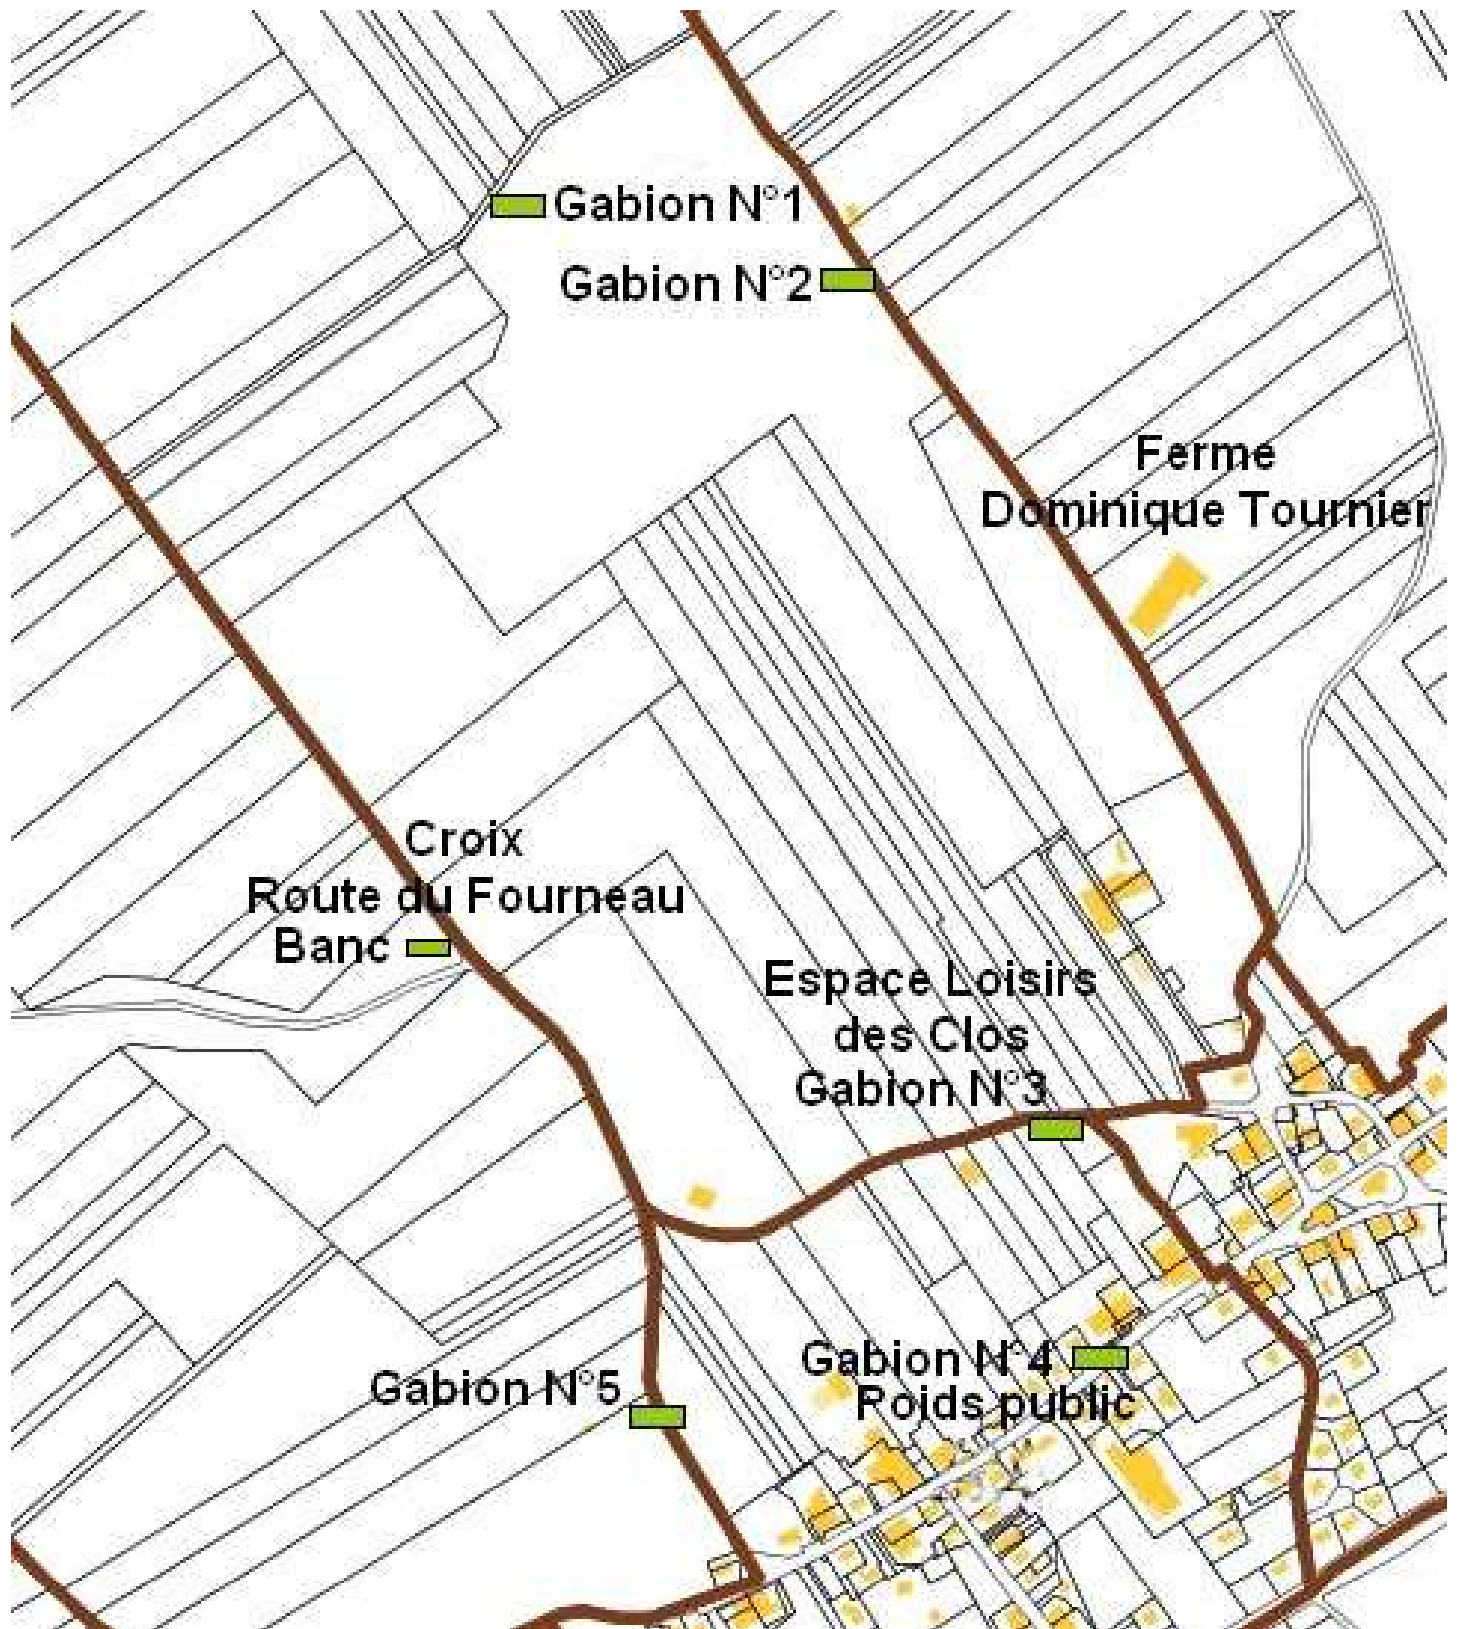 Gabion N°1
Gabion N°2
Ferme
Dominique Tournier
Croix
Route du Fourneau
Banc
Espace Loisirs
des Clos
Gabion N°3
Gabion N°4
Poids public
Gabion N°5